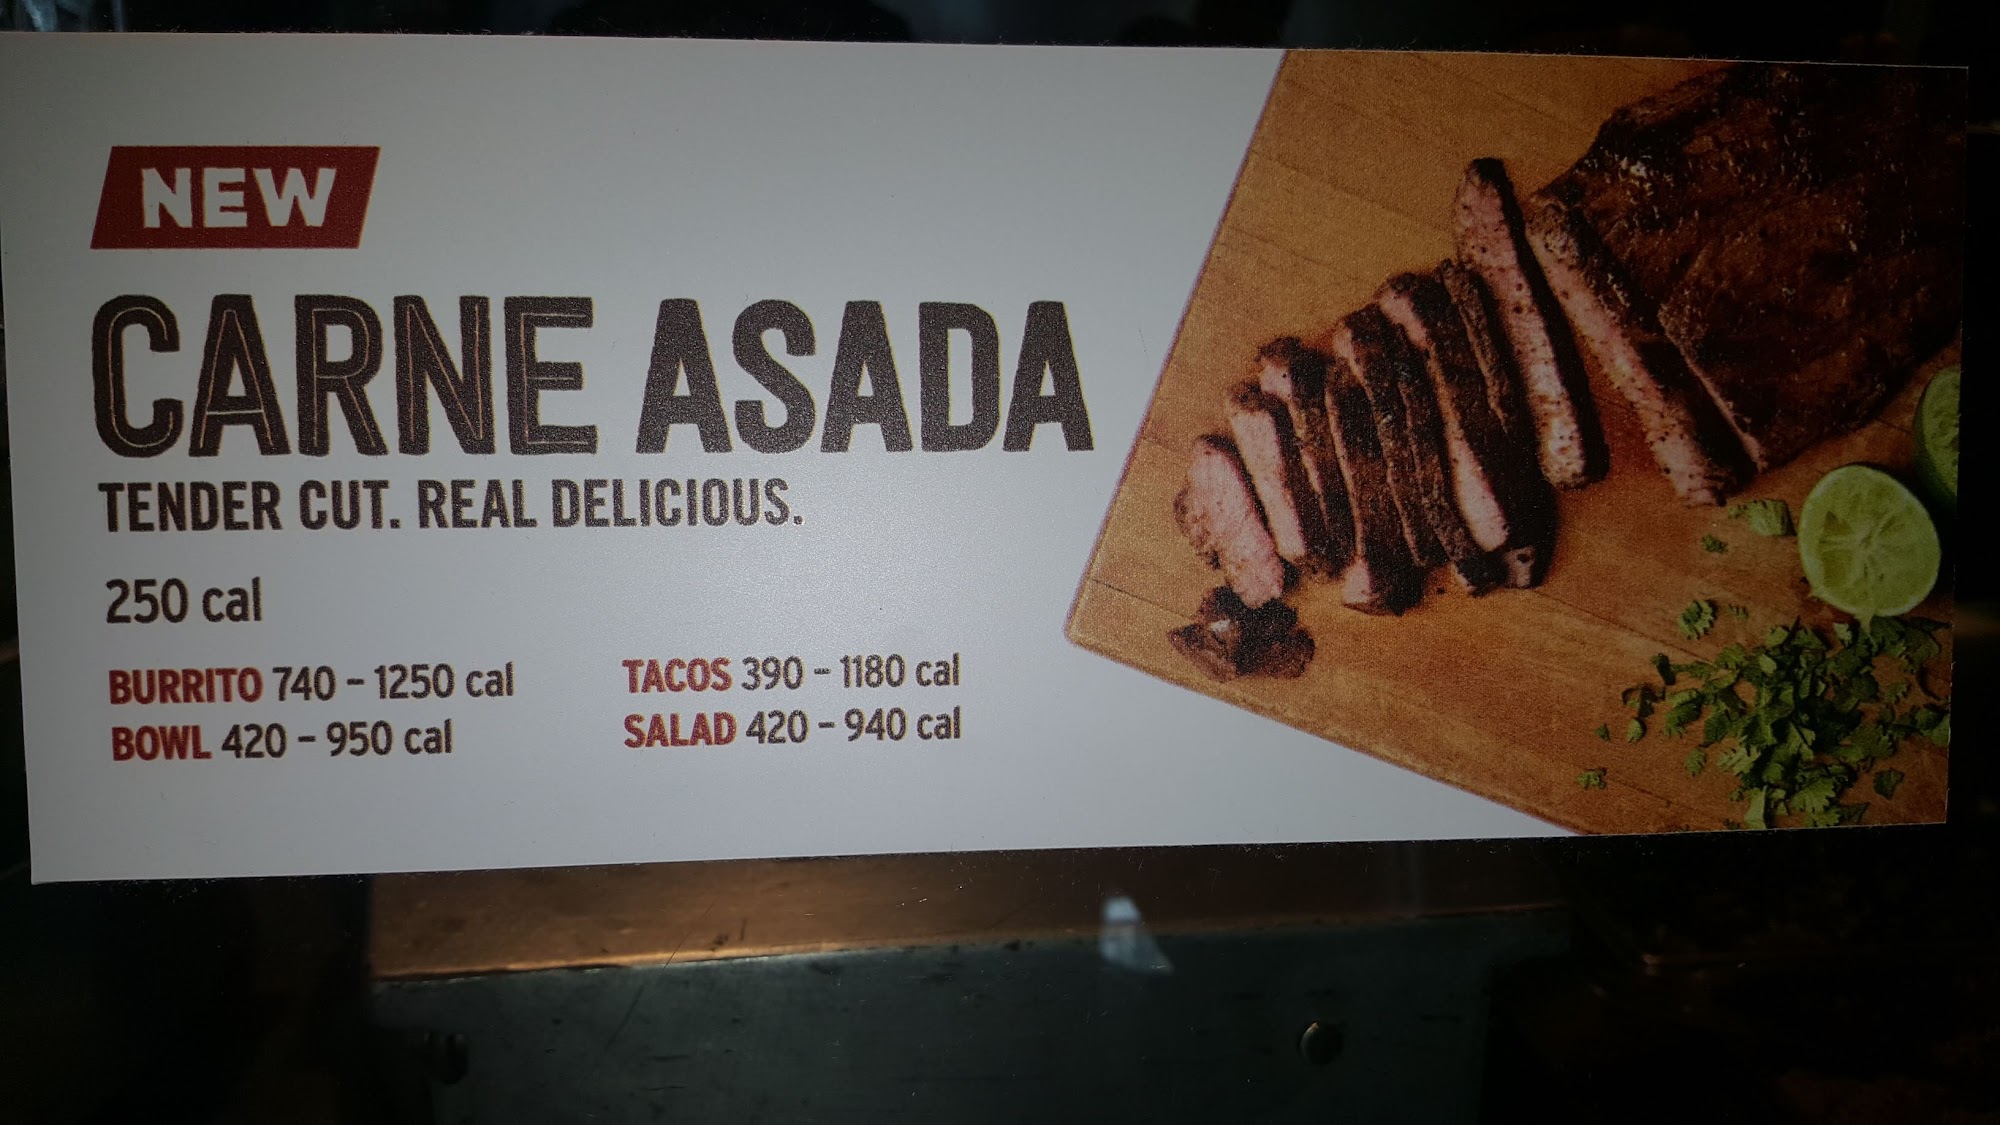 NEW
CARNE ASADA
TENDER CUT. REAL DELICIOUS.
250 cal
BURRITO 740 – 1250 cal
BOWL 420 – 950 cal
TACOS 390 – 1180 cal
SALAD 420 – 940 cal